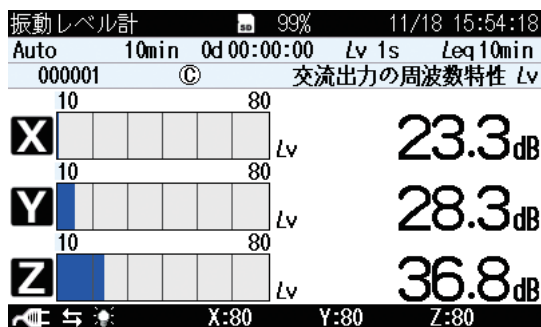 振動レベル計 SD 99% 11/18 15:54:18
Auto 10min 0d 00:00:00 Lv 1s Leq 10min
000001 Ⓒ 交流出力の周波数特性 Lv
10 80
X Lv 23.3dB
10 80
Y Lv 28.3dB
10 80
Z Lv 36.8dB
X:80 Y:80 Z:80